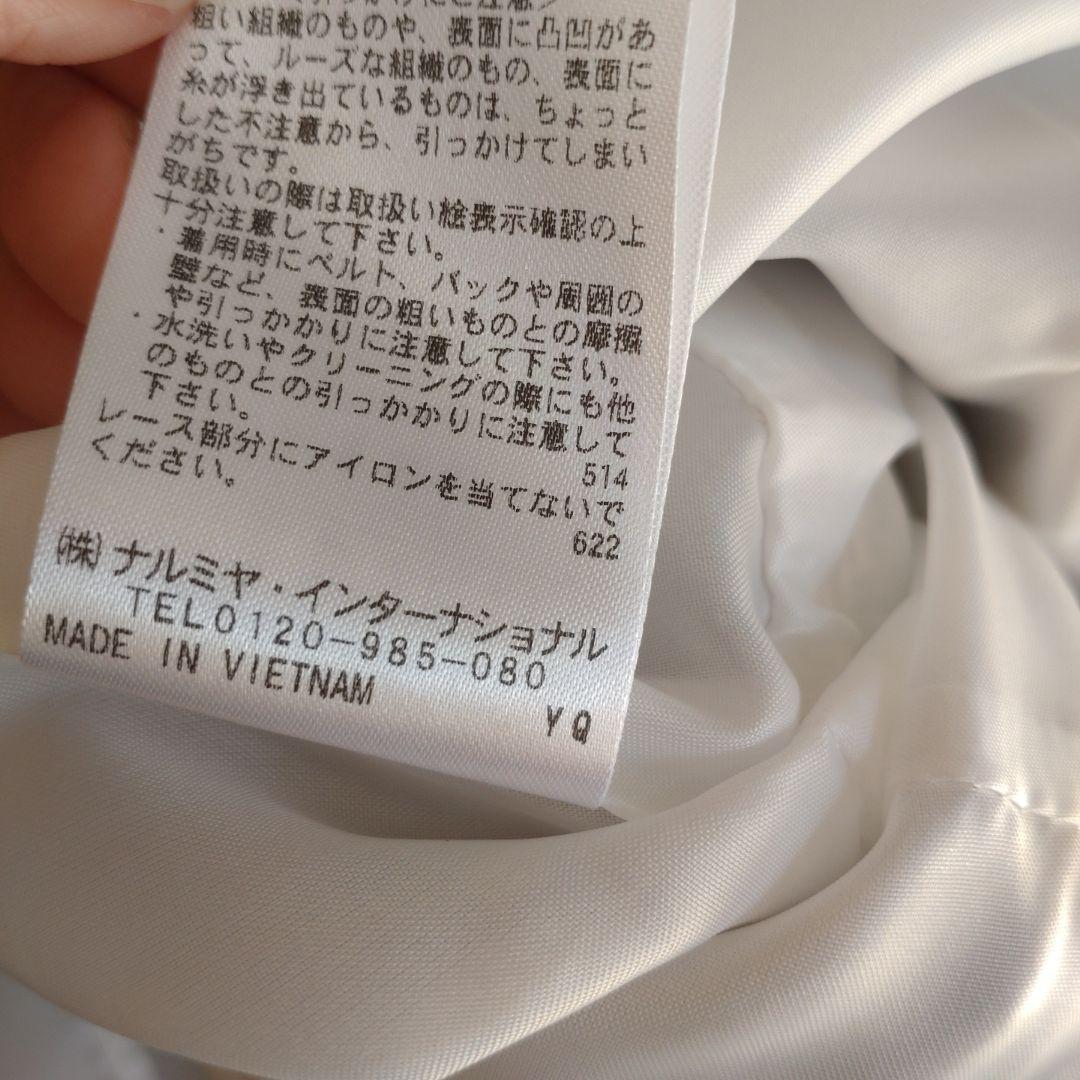 引っかけにご注意>
粗い組織のものや、表面に凸凹があ
って、ルーズな組織のもの、表面に
糸が浮き出ているものは、ちょっと
した不注意から、引っかけてしまい
がちです。
取扱いの際は取扱い絵表示確認の上
十分注意して下さい。
・着用時にベルト、バックや周囲の
壁など、表面の粗いものとの摩擦
や引っかかりに注意して下さい。
・水洗いやクリーニングの際にも他
のものとの引っかかりに注意して
下さい。
514
レース部分にアイロンを当てないで
ください。
622
(株)ナルミヤ・インターナショナル
TEL0120-985-080
MADE IN VIETNAM
YQ